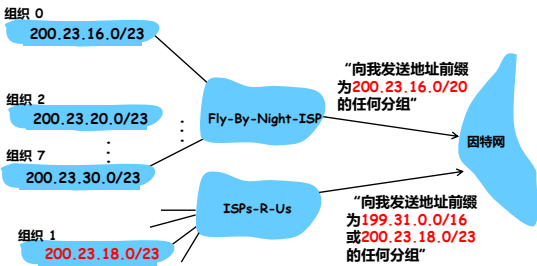 组织 0
200.23.16.0/23
组织 2
200.23.20.0/23
组织 7
200.23.30.0/23
Fly-By-Night-ISP
“向我发送地址前缀
为200.23.16.0/20
的任何分组”
因特网
组织 1
200.23.18.0/23
ISPs-R-Us
“向我发送地址前缀
为199.31.0.0/16
或200.23.18.0/23
的任何分组”